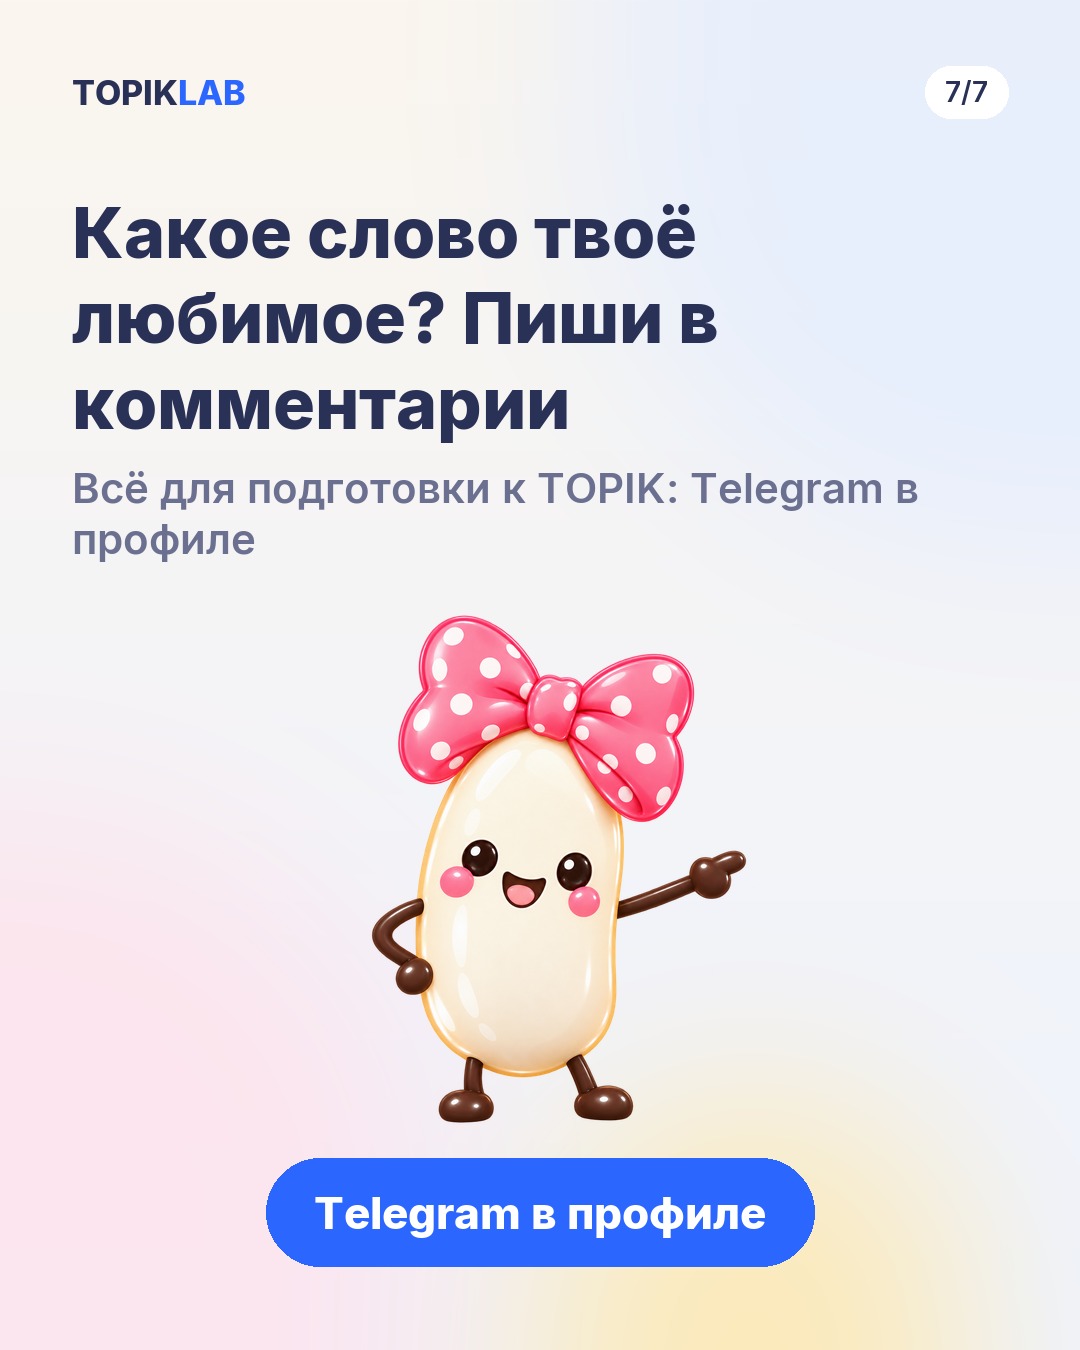 TOPIKLAB
7/7
Какое слово твоё
любимое? Пиши в
комментарии
Всё для подготовки к TOPIK: Telegram в
профиле
Telegram в профиле